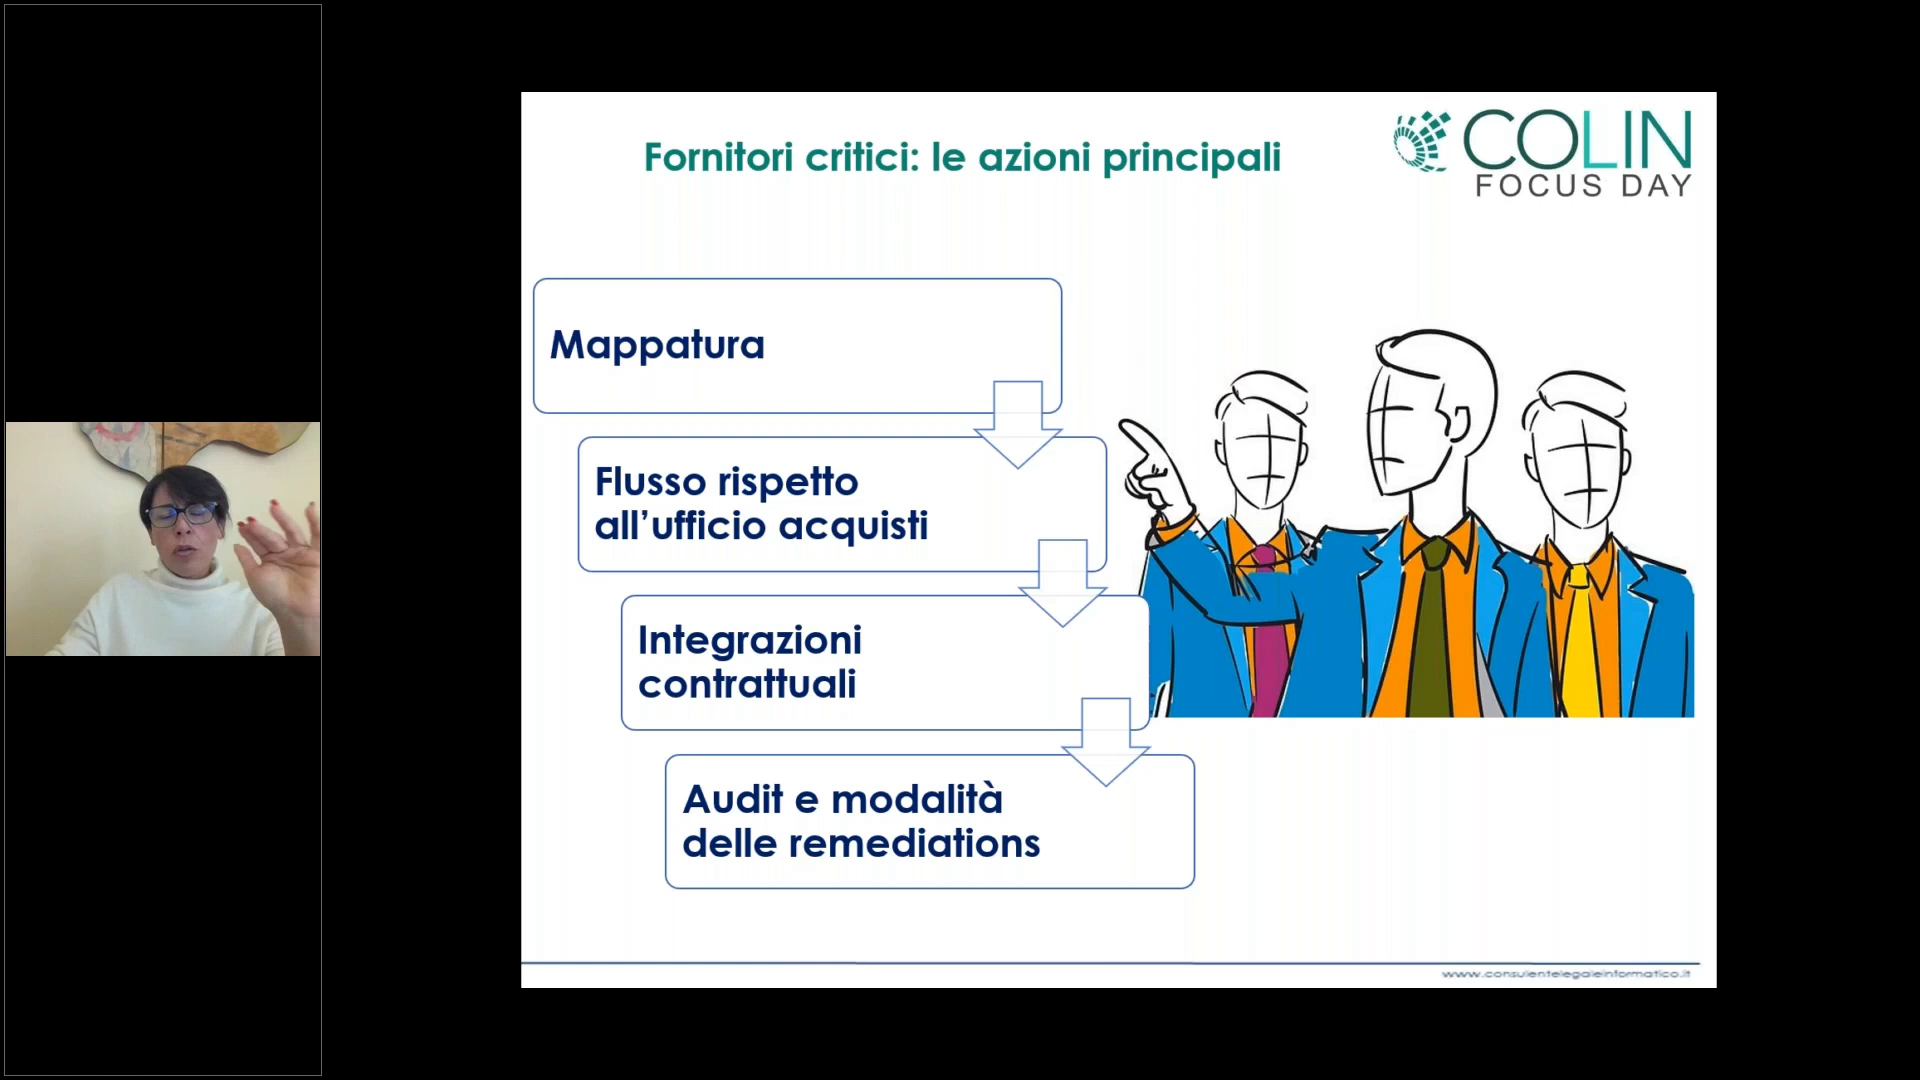 Fornitori critici: le azioni principali
COLIN
FOCUS DAY
Mappatura
Flusso rispetto
all’ufficio acquisti
Integrazioni
contrattuali
Audit e modalità
delle remediations
www.consulentelegaleinformatico.it